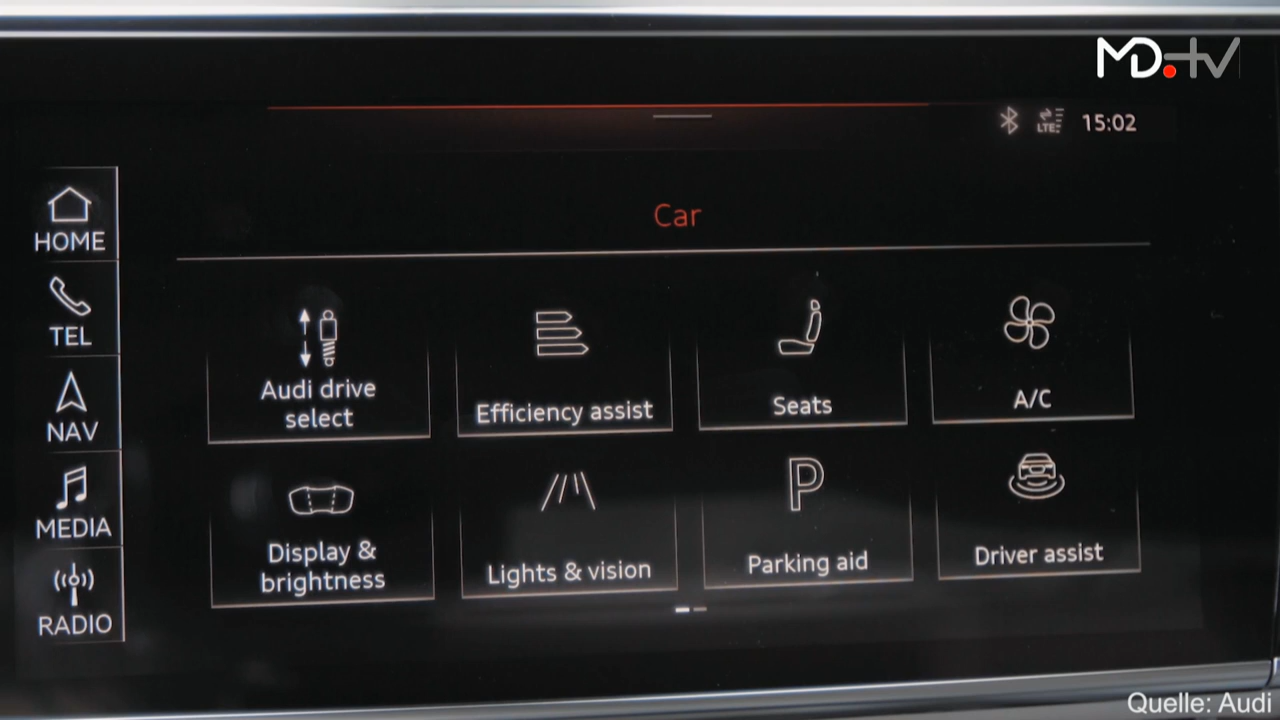 MD.tv
LTE 15:02
Car
HOME
TEL
NAV
MEDIA
RADIO
Audi drive
select
Efficiency assist
Seats
A/C
Display &
brightness
Lights & vision
P
Parking aid
Driver assist
Quelle: Audi